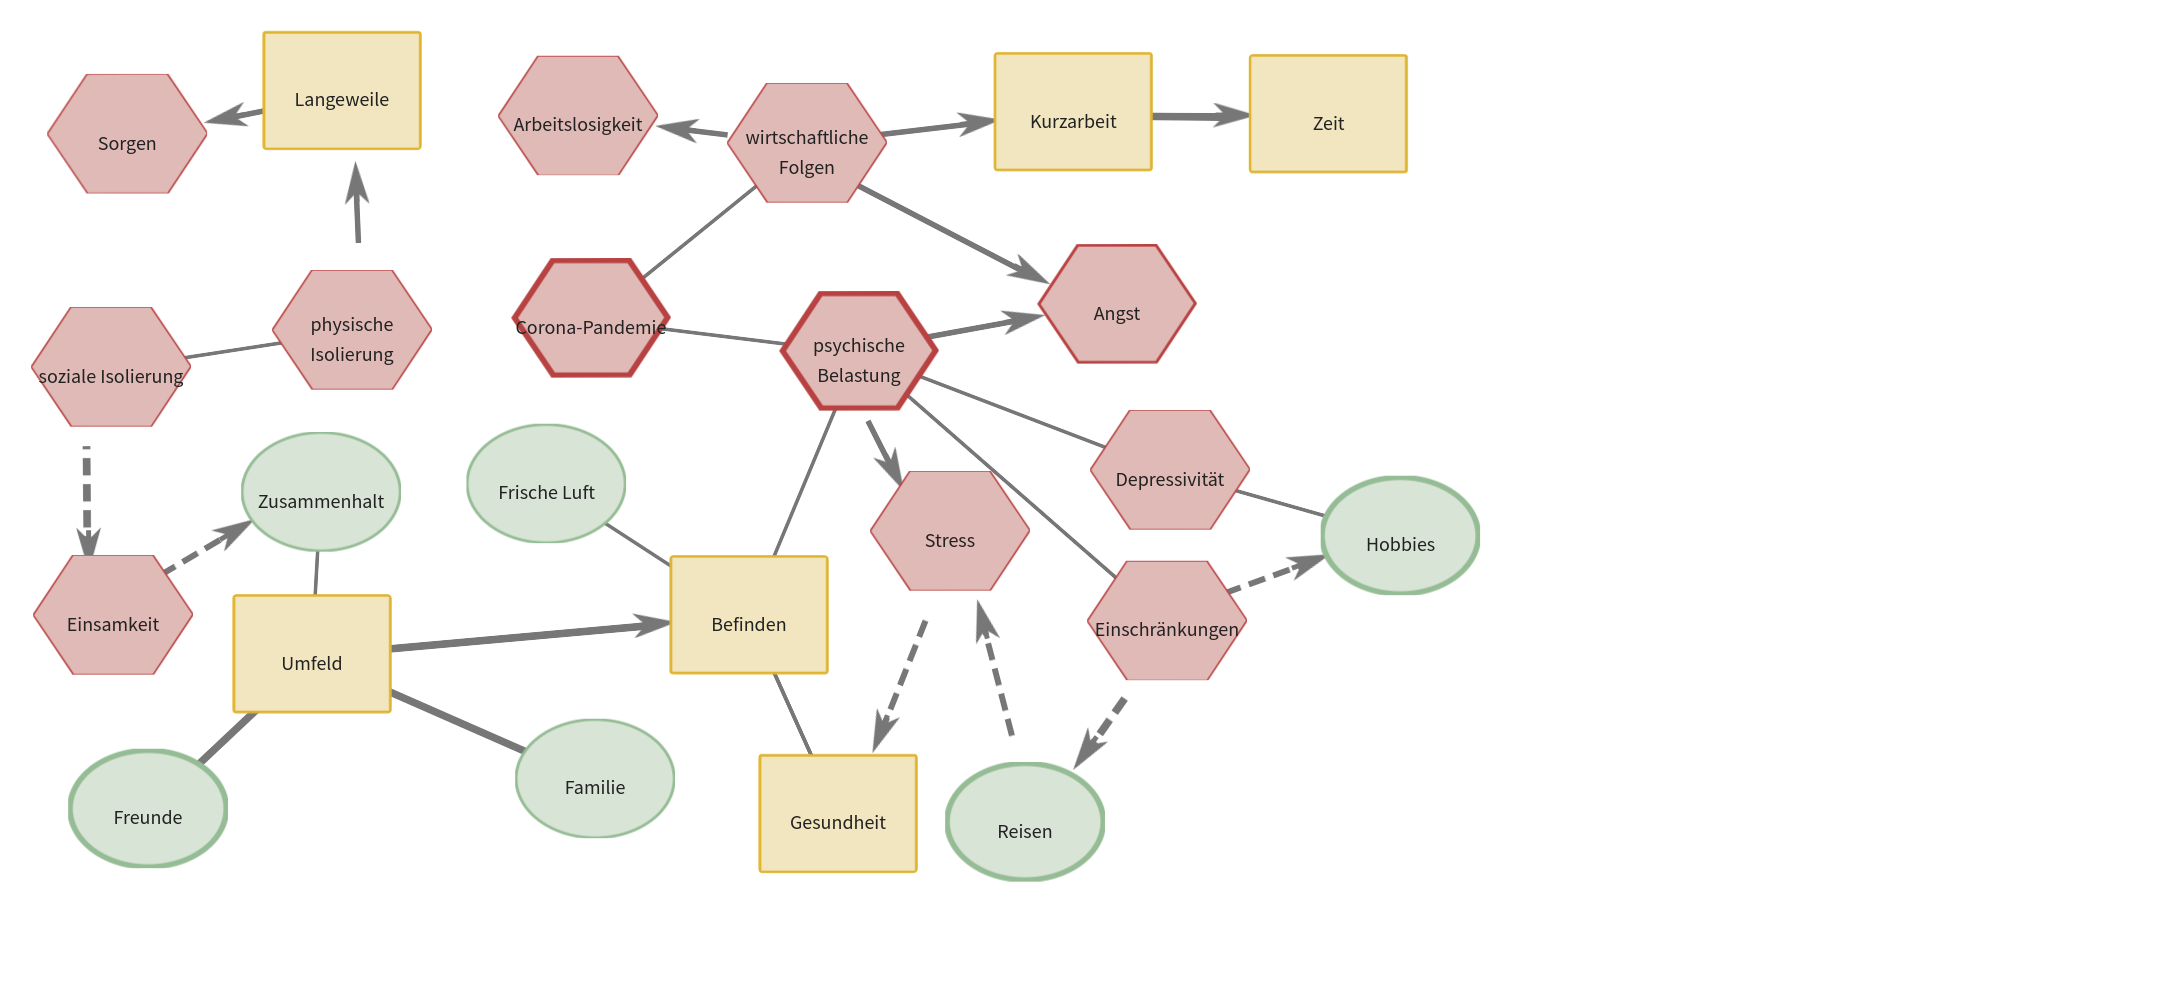 Langeweile
Sorgen
Arbeitslosigkeit
wirtschaftliche
Folgen
Kurzarbeit
Zeit
physische
Isolierung
soziale Isolierung
Corona-Pandemie
psychische
Belastung
Angst
Zusammenhalt
Frische Luft
Stress
Depressivität
Hobbies
Einsamkeit
Umfeld
Befinden
Einschränkungen
Freunde
Familie
Gesundheit
Reisen